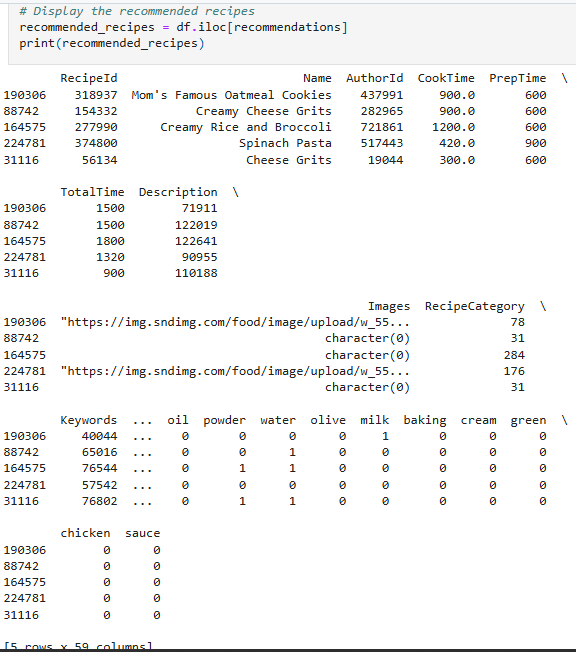 # Display the recommended recipes
recommended_recipes = df.iloc[recommendations]
print(recommended_recipes)
RecipeId Name AuthorId CookTime PrepTime \
190306 318937 Mom's Famous Oatmeal Cookies 437991 900.0 600
88742 154332 Creamy Cheese Grits 282965 900.0 600
164575 277990 Creamy Rice and Broccoli 721861 1200.0 600
224781 374800 Spinach Pasta 517443 420.0 900
31116 56134 Cheese Grits 19044 300.0 600
TotalTime Description \
190306 1500 71911
88742 1500 122019
164575 1800 122641
224781 1320 90955
31116 900 110188
Images RecipeCategory \
190306 "https://img.sndimg.com/food/image/upload/w_55... 78
88742 character(0) 31
164575 character(0) 284
224781 "https://img.sndimg.com/food/image/upload/w_55... 176
31116 character(0) 31
Keywords ... oil powder water olive milk baking cream green \
190306 40044 ... 0 0 0 0 1 0 0 0
88742 65016 ... 0 0 1 0 0 0 0 0
164575 76544 ... 0 1 1 0 0 0 0 0
224781 57542 ... 0 0 0 0 0 0 0 0
31116 76802 ... 0 1 1 0 0 0 0 0
chicken sauce
190306 0 0
88742 0 0
164575 0 0
224781 0 0
31116 0 0
[5 rows x 59 columns]